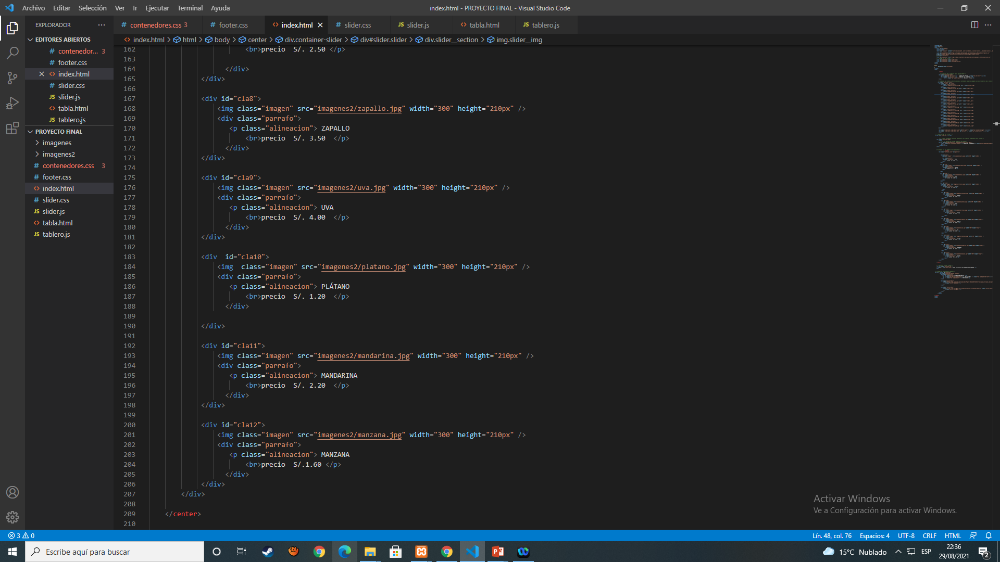 Archivo Editar Selección Ver Ir Ejecutar Terminal Ayuda
index.html - PROYECTO FINAL - Visual Studio Code
EXPLORADOR
EDITORES ABIERTOS
# contenedor... 3
# footer.css
<> index.html
# slider.css
JS slider.js
<> tabla.html
JS tablero.js
PROYECTO FINAL
imagenes
imagenes2
# contenedores.css 3
# footer.css
<> index.html
# slider.css
JS slider.js
<> tabla.html
JS tablero.js
# contenedores.css 3 # footer.css <> index.html # slider.css JS slider.js <> tabla.html JS tablero.js
<> index.html > html > body > center > div.container-slider > div#slider.slider > div.slider__section > img.slider__img
162 <br>precio  S/. 2.50 </p>
163
164 </div>
165 </div>
166
167 <div id="cla8">
168 <img class="imagen" src="imagenes2/zapallo.jpg" width="300" height="210px" />
169 <div class="parrafo">
170 <p class="alineacion"> ZAPALLO
171 <br>precio  S/. 3.50  </p>
172 </div>
173 </div>
174
175 <div id="cla9">
176 <img class="imagen" src="imagenes2/uva.jpg" width="300" height="210px" />
177 <div class="parrafo">
178 <p class="alineacion"> UVA
179 <br>precio  S/. 4.00  </p>
180 </div>
181 </div>
182
183 <div  id="cla10">
184 <img  class="imagen" src="imagenes2/platano.jpg" width="300" height="210px" />
185 <div class="parrafo">
186 <p class="alineacion"> PLÁTANO
187 <br>precio  S/. 1.20  </p>
188 </div>
189
190 </div>
191
192 <div id="cla11">
193 <img class="imagen" src="imagenes2/mandarina.jpg" width="300" height="210px" />
194 <div class="parrafo">
195 <p class="alineacion"> MANDARINA
196 <br>precio  S/. 2.20  </p>
197 </div>
198 </div>
199
200 <div id="cla12">
201 <img class="imagen" src="imagenes2/manzana.jpg" width="300" height="210px" />
202 <div class="parrafo">
203 <p class="alineacion"> MANZANA
204 <br>precio  S/.1.60 </p>
205 </div>
206 </div>
207 </div>
208
209 </center>
210
Activar Windows
Ve a Configuración para activar Windows.
3 0
Lín. 48, col. 76 Espacios: 4 UTF-8 CRLF HTML
Escribe aquí para buscar
15°C Nublado ESP
22:36
29/08/2021
2